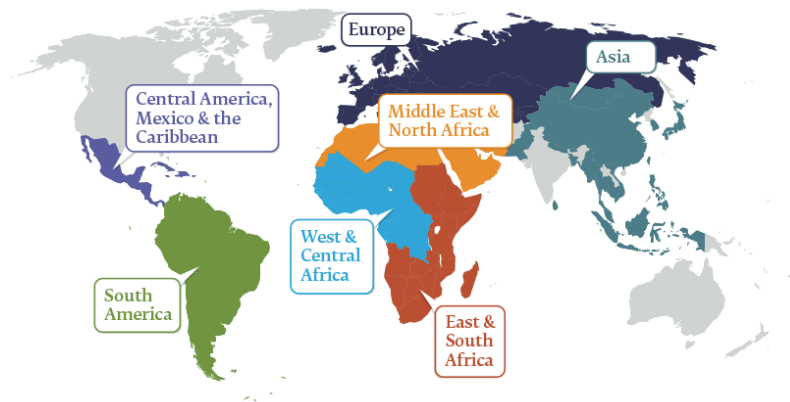 Europe
Asia
Central America,
Mexico & the
Caribbean
Middle East &
North Africa
West &
Central
Africa
South
America
East &
South
Africa